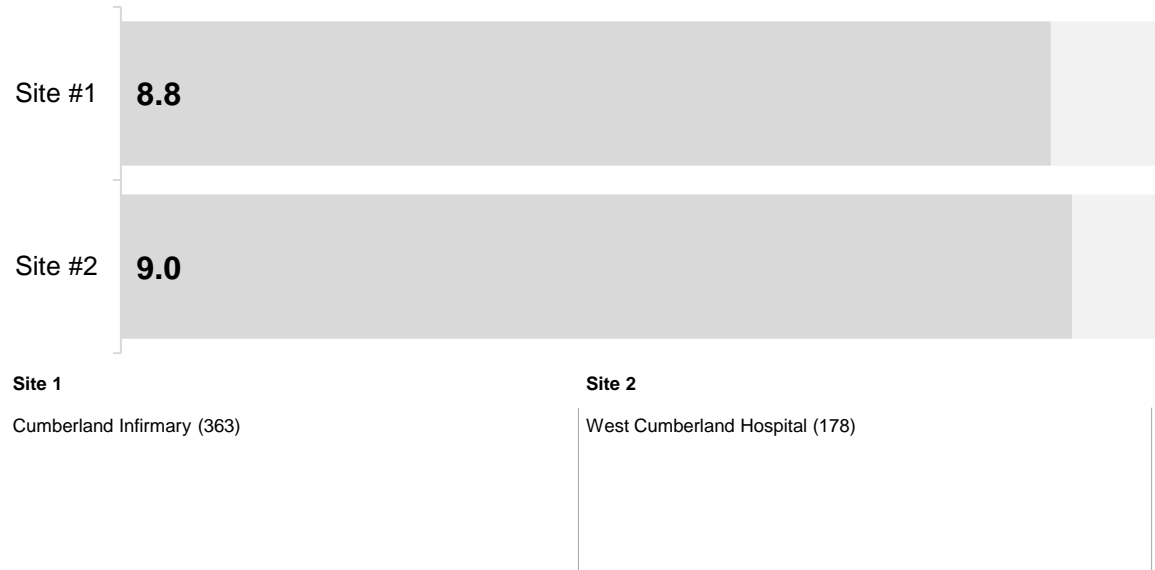 Site #1
8.8
Site #2
9.0
Site 1
Site 2
Cumberland Infirmary (363)
West Cumberland Hospital (178)